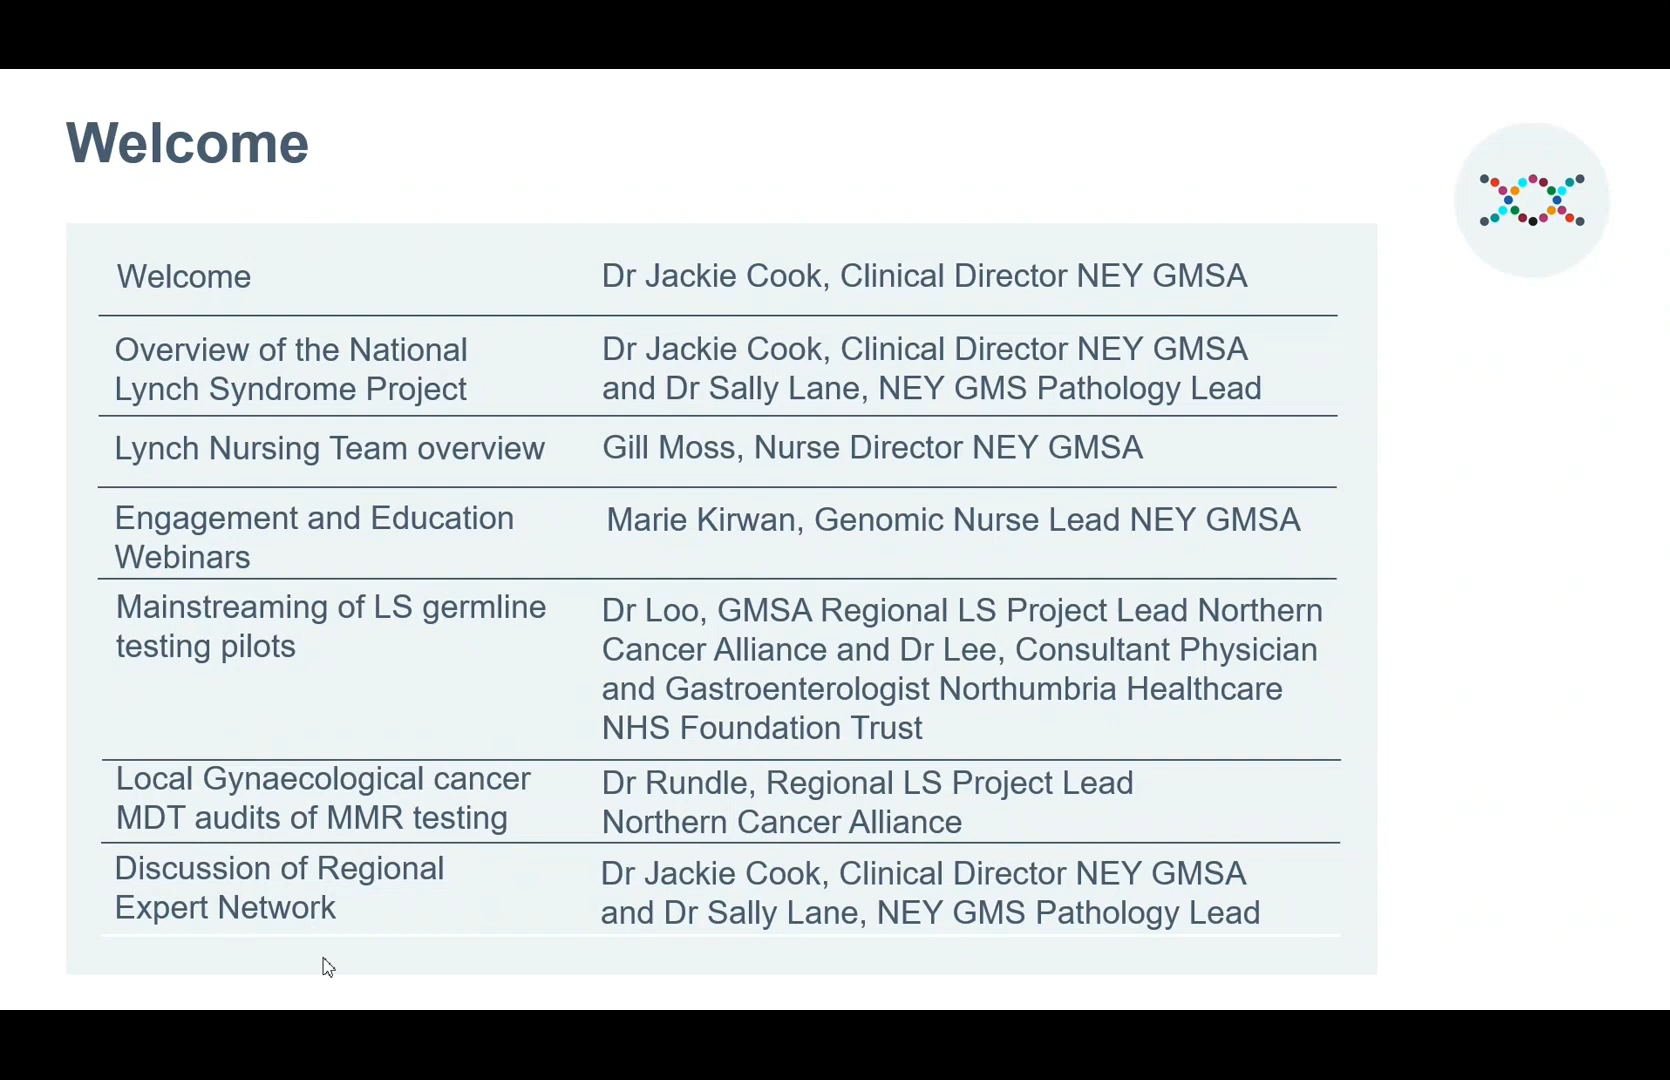 Welcome
Welcome
Dr Jackie Cook, Clinical Director NEY GMSA
Overview of the National
Lynch Syndrome Project
Dr Jackie Cook, Clinical Director NEY GMSA
and Dr Sally Lane, NEY GMS Pathology Lead
Lynch Nursing Team overview
Gill Moss, Nurse Director NEY GMSA
Engagement and Education
Webinars
Marie Kirwan, Genomic Nurse Lead NEY GMSA
Mainstreaming of LS germline
testing pilots
Dr Loo, GMSA Regional LS Project Lead Northern
Cancer Alliance and Dr Lee, Consultant Physician
and Gastroenterologist Northumbria Healthcare
NHS Foundation Trust
Local Gynaecological cancer
MDT audits of MMR testing
Dr Rundle, Regional LS Project Lead
Northern Cancer Alliance
Discussion of Regional
Expert Network
Dr Jackie Cook, Clinical Director NEY GMSA
and Dr Sally Lane, NEY GMS Pathology Lead